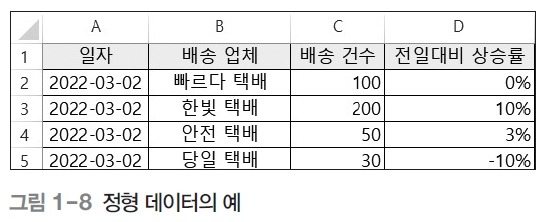 A B C D
1 일자 배송 업체 배송 건수 전일대비 상승률
2 2022-03-02 빠르다 택배 100 0%
3 2022-03-02 한빛 택배 200 10%
4 2022-03-02 안전 택배 50 3%
5 2022-03-02 당일 택배 30 -10%
그림 1-8 정형 데이터의 예